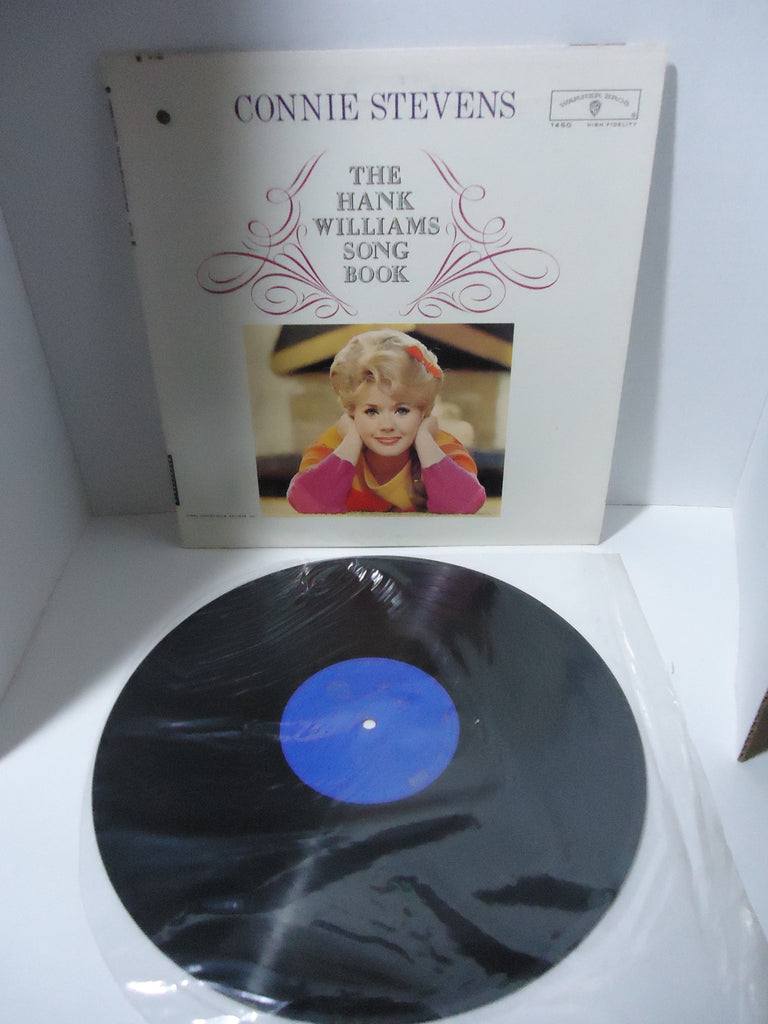 CONNIE STEVENS
WARNER BROS
1460 HIGH FIDELITY
THE
HANK
WILLIAMS
SONG
BOOK